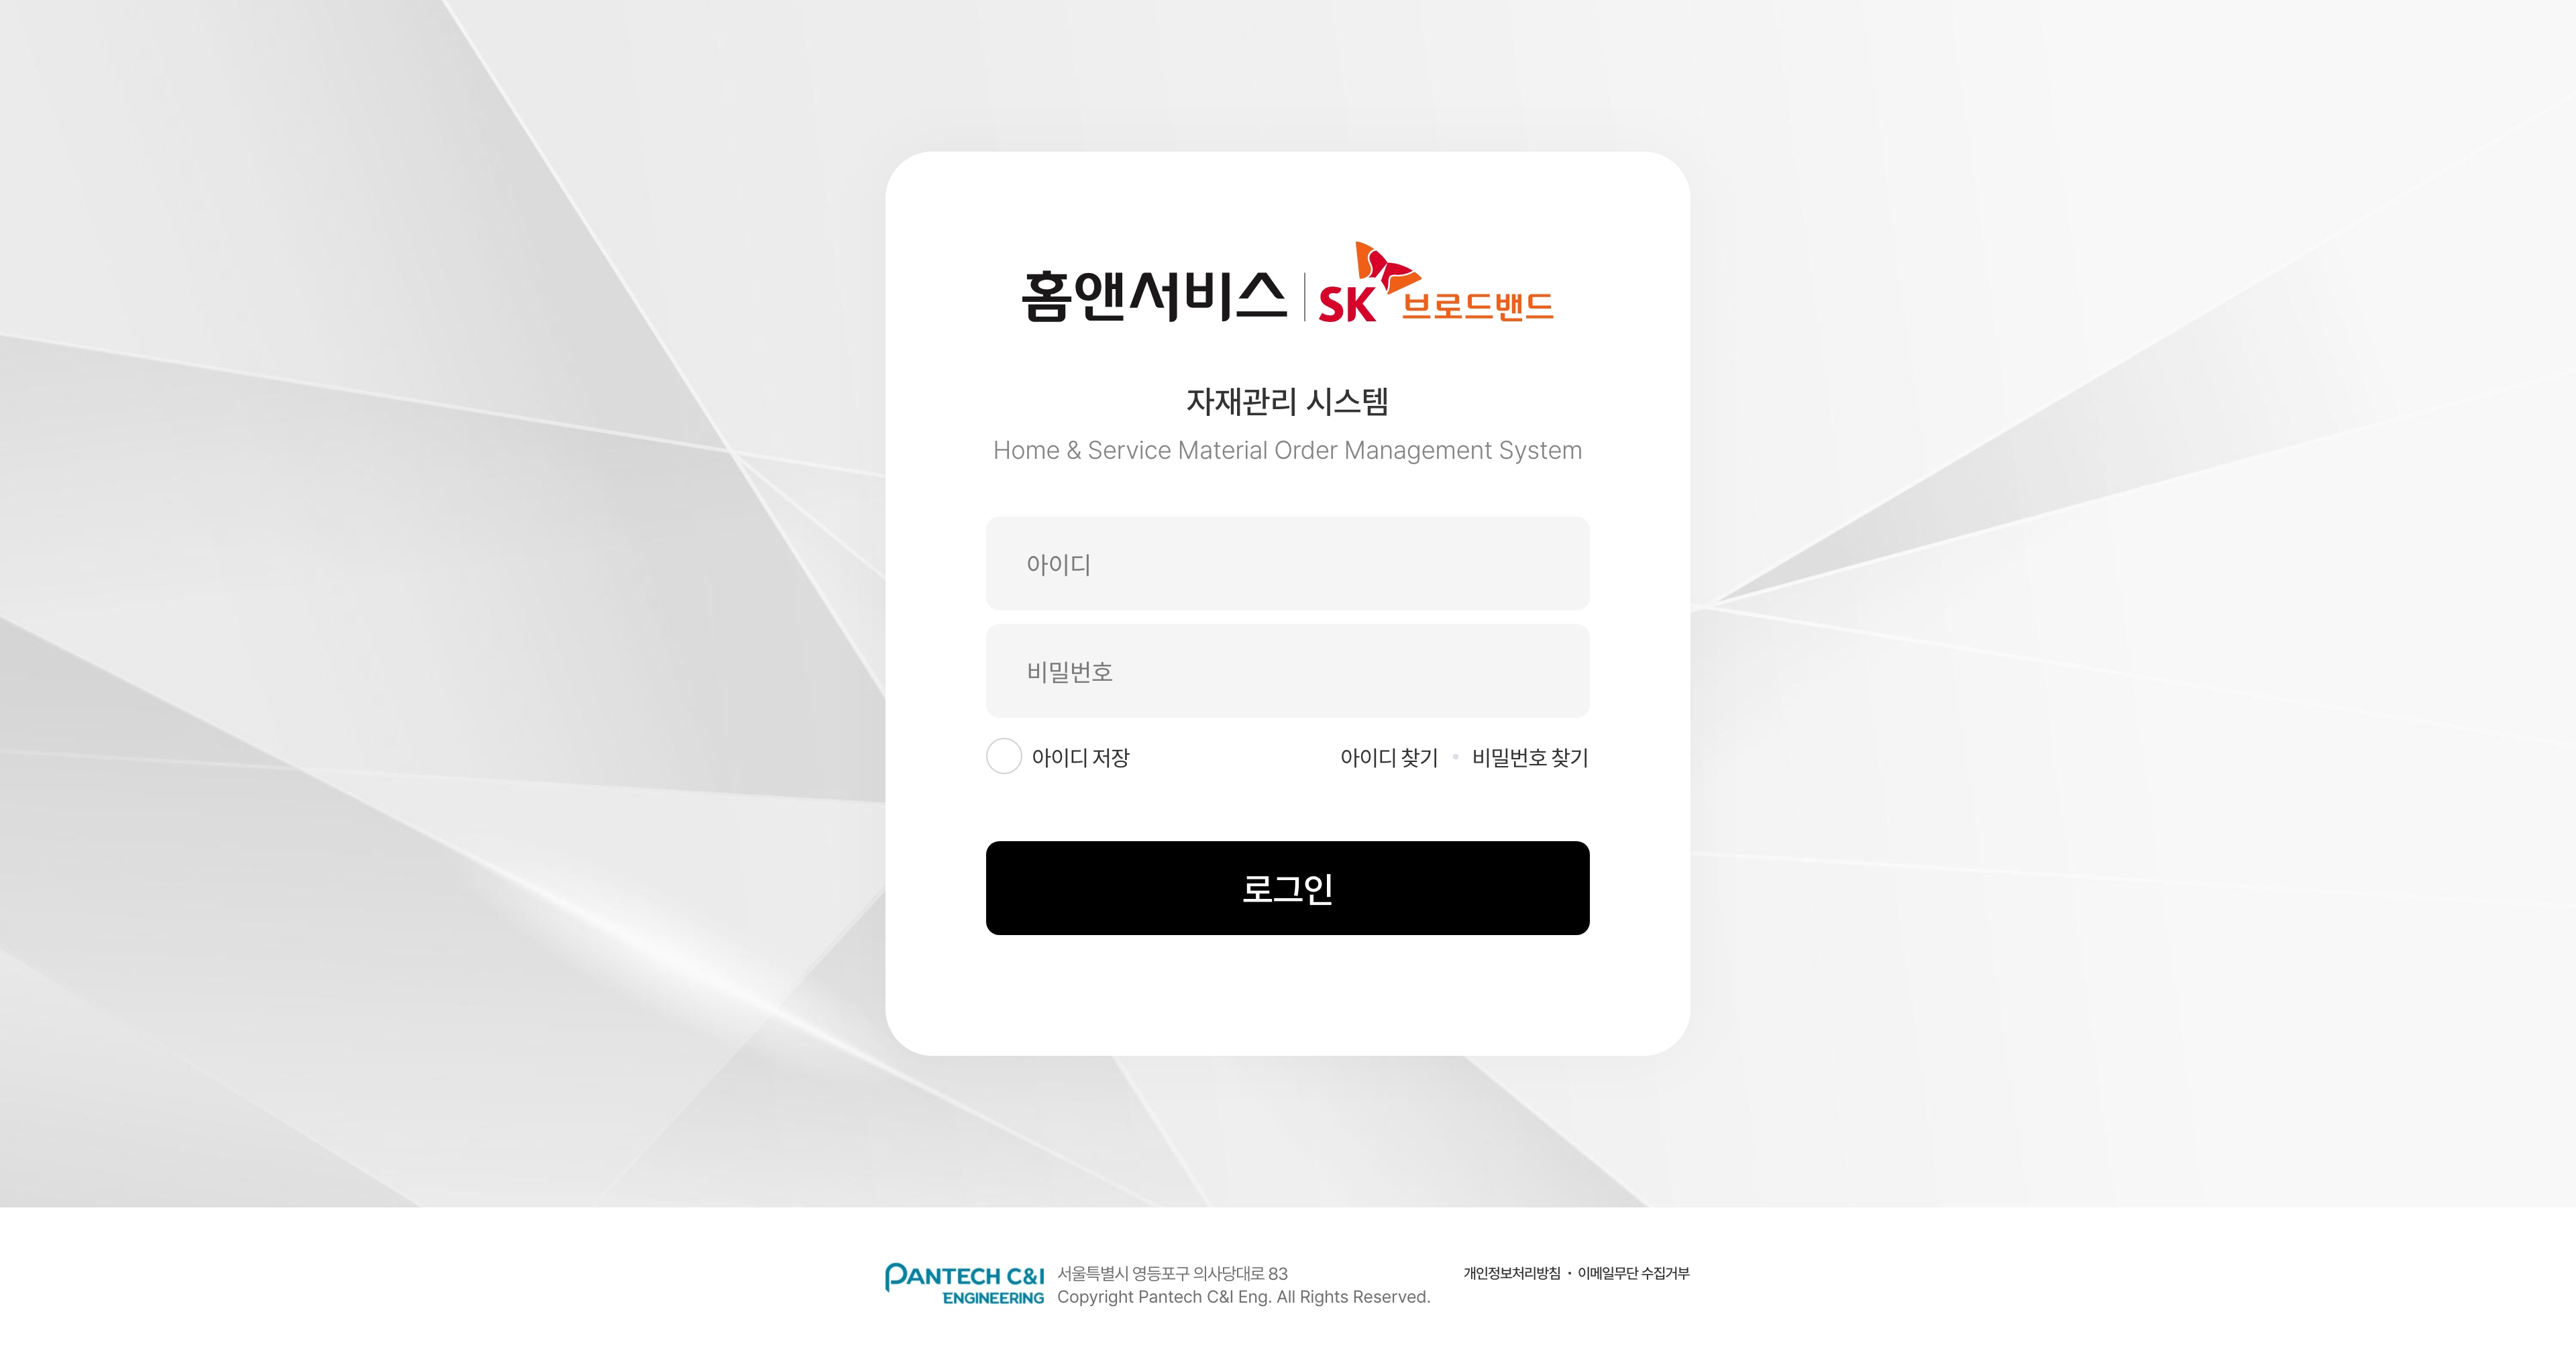 홈앤서비스 SK 브로드밴드
자재관리 시스템
Home & Service Material Order Management System
아이디
비밀번호
아이디 저장 아이디 찾기 • 비밀번호 찾기
로그인
PANTECH C&I ENGINEERING
서울특별시 영등포구 의사당대로 83
Copyright Pantech C&I Eng. All Rights Reserved.
개인정보처리방침 • 이메일무단 수집거부